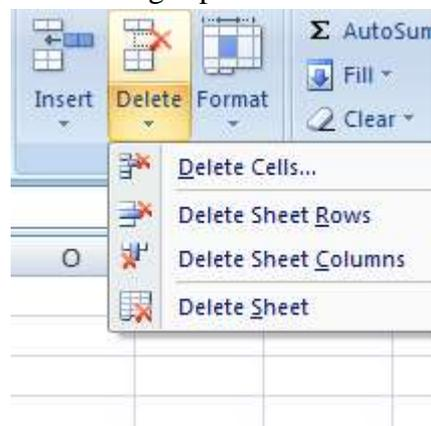 Σ AutoSum
Fill
Insert Delete Format
Clear
Delete Cells...
Delete Sheet Rows
O
Delete Sheet Columns
Delete Sheet